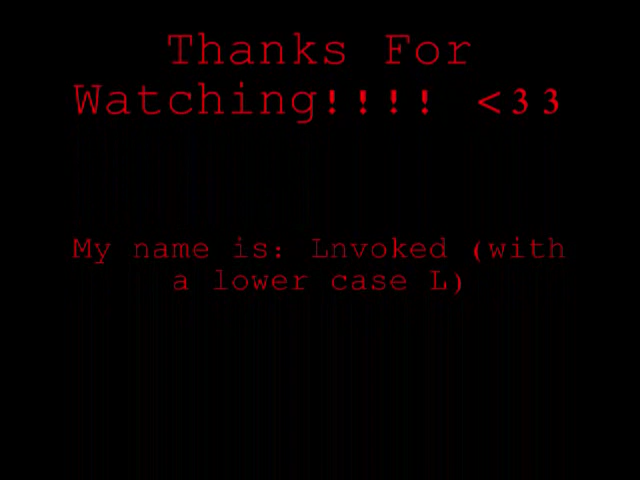 Thanks For
Watching!!!! <33
My name is: Lnvoked (with
a lower case L)